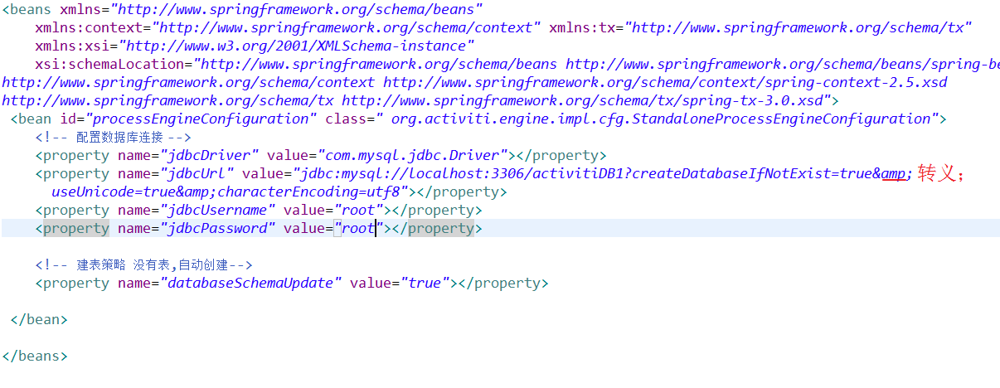 <beans xmlns="http://www.springframework.org/schema/beans"
xmlns:context="http://www.springframework.org/schema/context" xmlns:tx="http://www.springframework.org/schema/tx"
xmlns:xsi="http://www.w3.org/2001/XMLSchema-instance"
xsi:schemaLocation="http://www.springframework.org/schema/beans http://www.springframework.org/schema/beans/spring-be
http://www.springframework.org/schema/context http://www.springframework.org/schema/context/spring-context-2.5.xsd
http://www.springframework.org/schema/tx http://www.springframework.org/schema/tx/spring-tx-3.0.xsd">
<bean id="processEngineConfiguration" class=" org.activiti.engine.impl.cfg.StandaloneProcessEngineConfiguration">
<!-- 配置数据库连接 -->
<property name="jdbcDriver" value="com.mysql.jdbc.Driver"></property>
<property name="jdbcUrl" value="jdbc:mysql://localhost:3306/activitiDB1?createDatabaseIfNotExist=true&amp; 转义;
useUnicode=true&amp;characterEncoding=utf8"></property>
<property name="jdbcUsername" value="root"></property>
<property name="jdbcPassword" value="root"></property>
<!-- 建表策略 没有表,自动创建-->
<property name="databaseSchemaUpdate" value="true"></property>
</bean>
</beans>